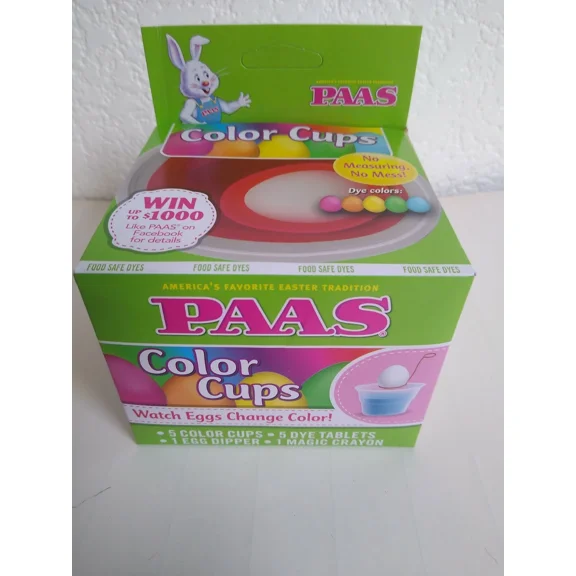 AMERICA'S FAVORITE EASTER TRADITION
PAAS
Color Cups
No
Measuring,
No Mess!
Dye colors:
WIN
UP TO $1000
Like PAAS® on
Facebook
for details
FOOD SAFE DYES FOOD SAFE DYES FOOD SAFE DYES FOOD SAFE DYES
AMERICA'S FAVORITE EASTER TRADITION
PAAS®
Color
Cups
Watch Eggs Change Color!
• 5 COLOR CUPS • 5 DYE TABLETS
• 1 EGG DIPPER • 1 MAGIC CRAYON